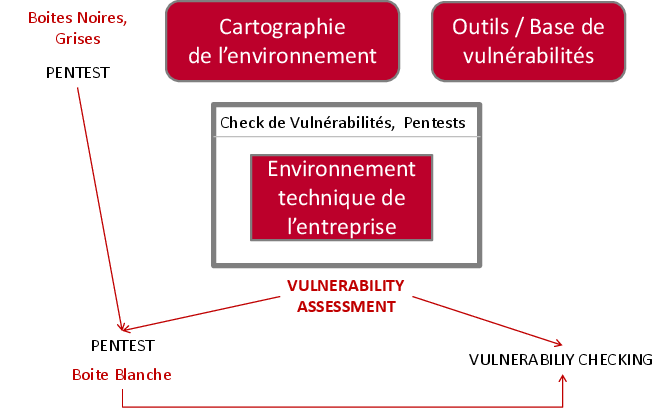 Boites Noires,
Grises
PENTEST
Cartographie
de l’environnement
Outils / Base de
vulnérabilités
Check de Vulnérabilités, Pentests
Environnement
technique de
l’entreprise
VULNERABILITY
ASSESSMENT
PENTEST
Boite Blanche
VULNERABILIY CHECKING